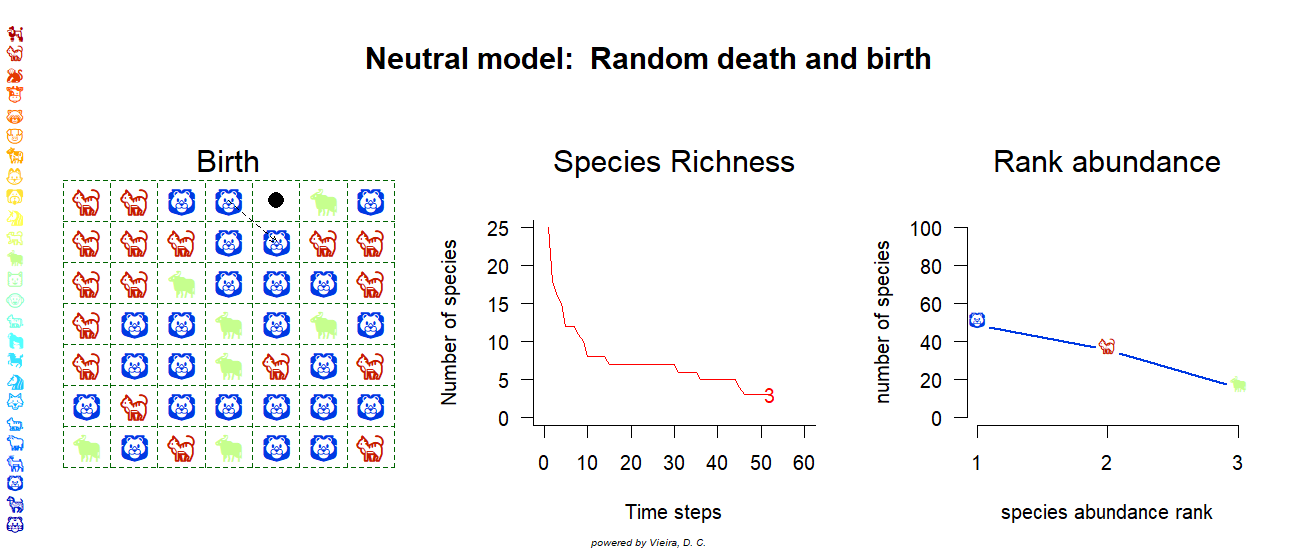 Neutral model:  Random death and birth
Birth
Species Richness
Rank abundance
Number of species
25
20
15
10
5
0
3
0 10 20 30 40 50 60
Time steps
number of species
100
80
60
40
20
0
1 2 3
species abundance rank
powered by Vieira, D. C.